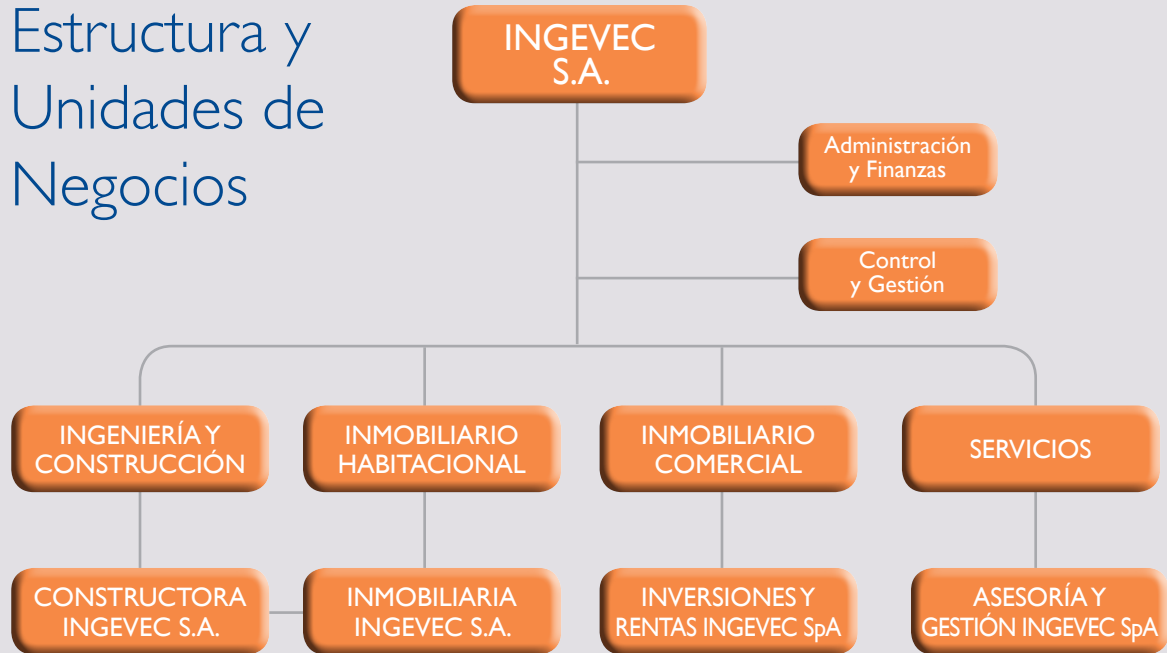 Estructura y
Unidades de
Negocios
INGEVEC
S.A.
Administración
y Finanzas
Control
y Gestión
INGENIERÍA Y
CONSTRUCCIÓN
INMOBILIARIO
HABITACIONAL
INMOBILIARIO
COMERCIAL
SERVICIOS
CONSTRUCTORA
INGEVEC S.A.
INMOBILIARIA
INGEVEC S.A.
INVERSIONES Y
RENTAS INGEVEC SpA
ASESORÍA Y
GESTIÓN INGEVEC SpA